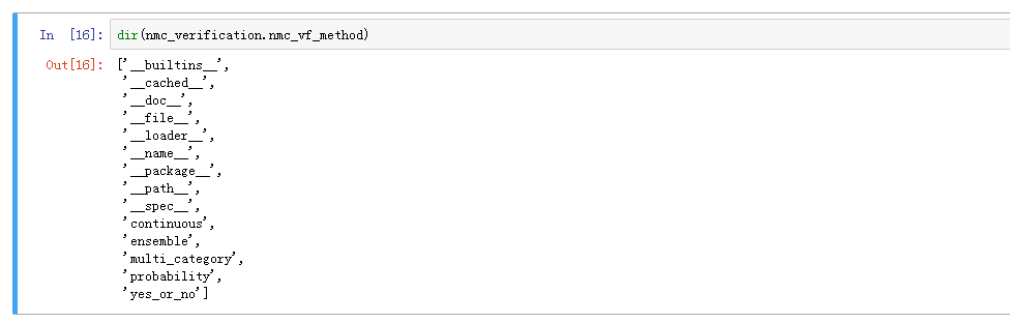 In [16]: dir(nmc_verification.nmc_vf_method)
Out[16]: ['__builtins__',
'__cached__',
'__doc__',
'__file__',
'__loader__',
'__name__',
'__package__',
'__path__',
'__spec__',
'continuous',
'ensemble',
'multi_category',
'probability',
'yes_or_no']